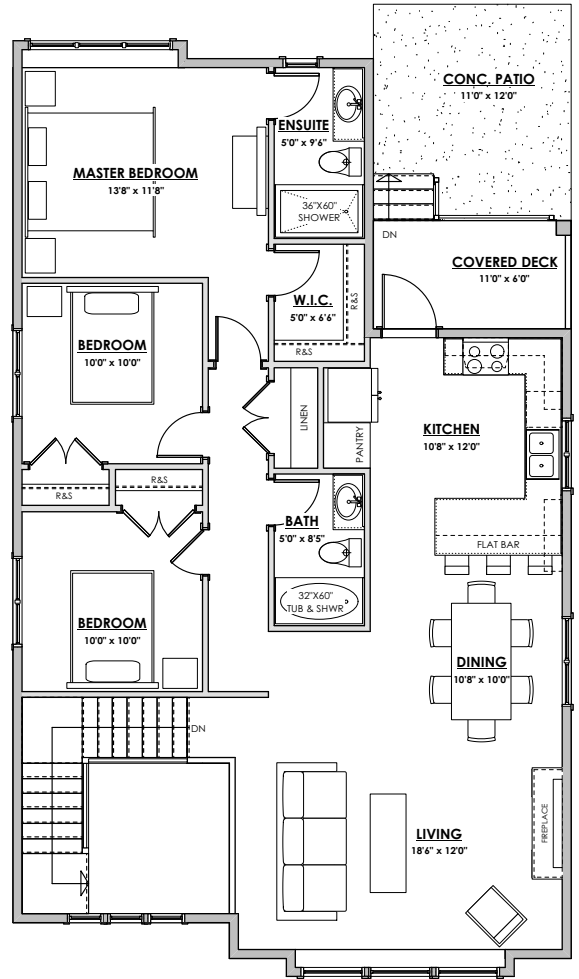 CONC. PATIO
11'0" x 12'0"
ENSUITE
5'0" x 9'6"
MASTER BEDROOM
13'8" x 11'8"
36"X60"
SHOWER
DN
COVERED DECK
11'0" x 6'0"
W.I.C.
5'0" x 6'6"
R&S
R&S
BEDROOM
10'0" x 10'0"
LINEN
PANTRY
KITCHEN
10'8" x 12'0"
R&S
R&S
BATH
5'0" x 8'5"
FLAT BAR
32"X60"
TUB & SHWR
BEDROOM
10'0" x 10'0"
DINING
10'8" x 10'0"
DN
FIREPLACE
LIVING
18'6" x 12'0"